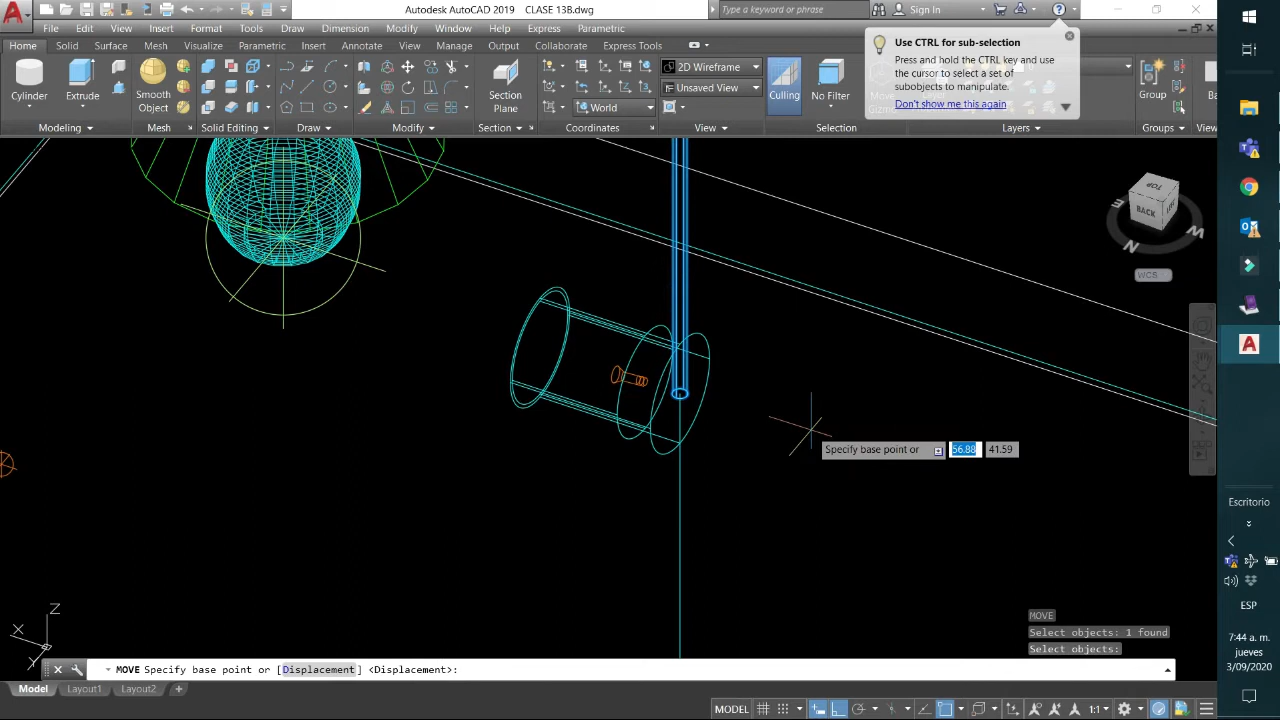 Autodesk AutoCAD 2019 CLASE 13B.dwg
Type a keyword or phrase
Sign In
File Edit View Insert Format Tools Draw Dimension Modify Window Help Express Parametric
Home Solid Surface Mesh Visualize Parametric Insert Annotate View Manage Output Collaborate Express Tools
Use CTRL for sub-selection
Press and hold the CTRL key and use
the cursor to select a set of
subobjects to manipulate.
Don't show me this again
Cylinder
Extrude
Smooth
Object
Section
Plane
2D Wireframe
Unsaved View
World
Culling
No Filter
Group
Modeling
Mesh
Solid Editing
Draw
Modify
Section
Coordinates
View
Selection
Layers
Groups
View
TOP
BACK
E
N
W
WCS
Specify base point or 56.88 41.59
Z
X
Y
MOVE
Select objects: 1 found
Select objects:
MOVE Specify base point or [Displacement] <Displacement>:
Model Layout1 Layout2 +
MODEL
1:1
Escritorio
ESP
7:44 a. m.
jueves
3/09/2020